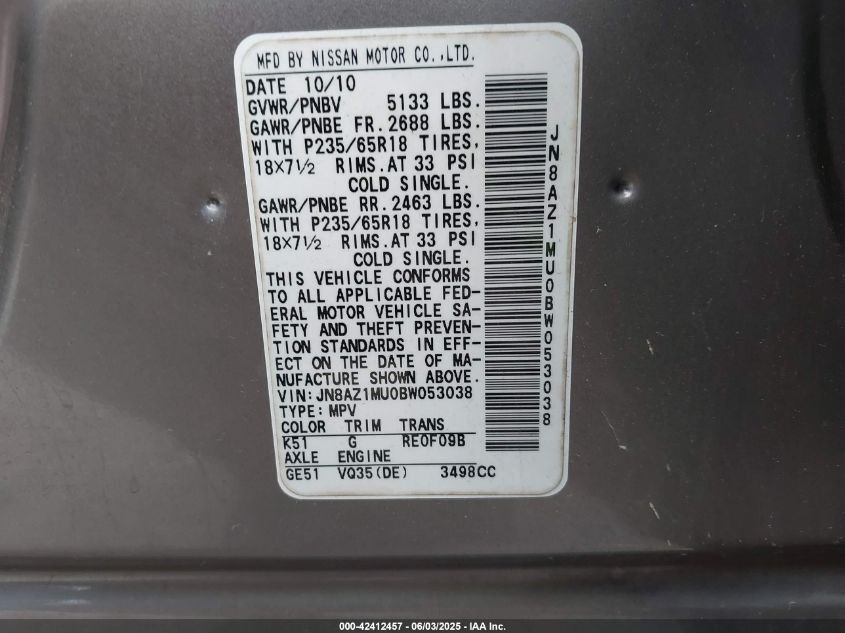 MFD BY NISSAN MOTOR CO.,LTD.
DATE 10/10
GVWR/PNBV 5133 LBS.
GAWR/PNBE FR. 2688 LBS.
WITH P235/65R18 TIRES,
18X7½ RIMS.AT 33 PSI
COLD SINGLE.
GAWR/PNBE RR. 2463 LBS.
WITH P235/65R18 TIRES,
18X7½ RIMS.AT 33 PSI
COLD SINGLE.
THIS VEHICLE CONFORMS
TO ALL APPLICABLE FED-
ERAL MOTOR VEHICLE SA-
FETY AND THEFT PREVEN-
TION STANDARDS IN EFF-
ECT ON THE DATE OF MA-
NUFACTURE SHOWN ABOVE.
VIN:JN8AZ1MU0BW053038
TYPE:MPV
COLOR TRIM TRANS
K51 G RE0F09B
AXLE ENGINE
GE51 VQ35(DE) 3498CC
JN8AZ1MU0BW053038
000-42412457 - 06/03/2025 - IAA Inc.